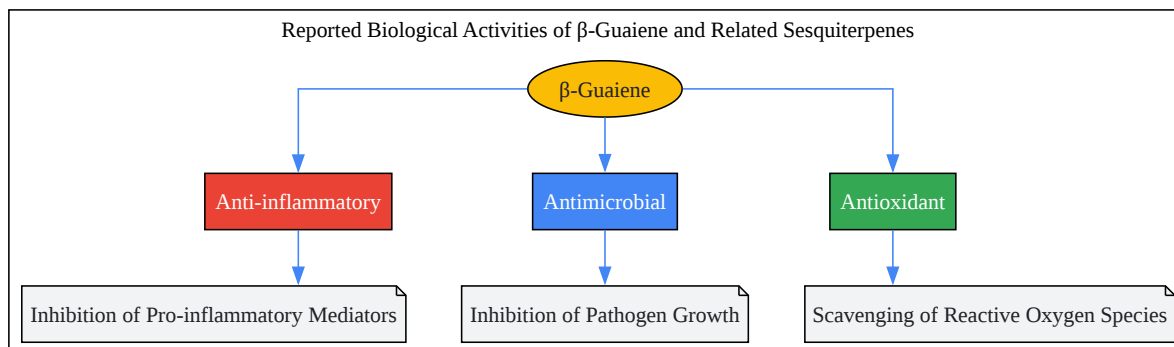 Reported Biological Activities of β-Guaiene and Related Sesquiterpenes
β-Guaiene
Anti-inflammatory
Antimicrobial
Antioxidant
Inhibition of Pro-inflammatory Mediators
Inhibition of Pathogen Growth
Scavenging of Reactive Oxygen Species